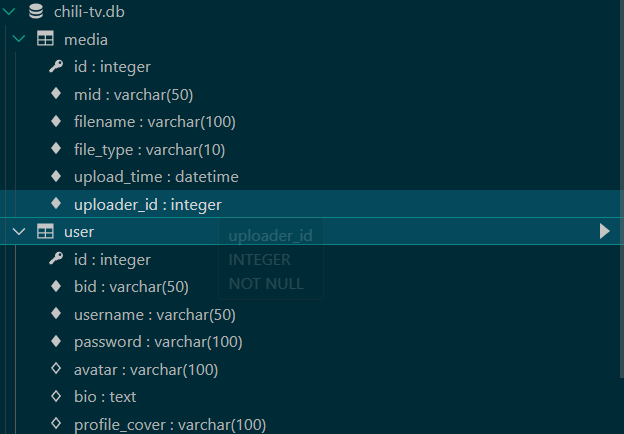 chili-tv.db
media
id : integer
mid : varchar(50)
filename : varchar(100)
file_type : varchar(10)
upload_time : datetime
uploader_id : integer
user
uploader_id
id : integer
INTEGER
bid : varchar(50)
NOT NULL
username : varchar(50)
password : varchar(100)
avatar : varchar(100)
bio : text
profile_cover : varchar(100)